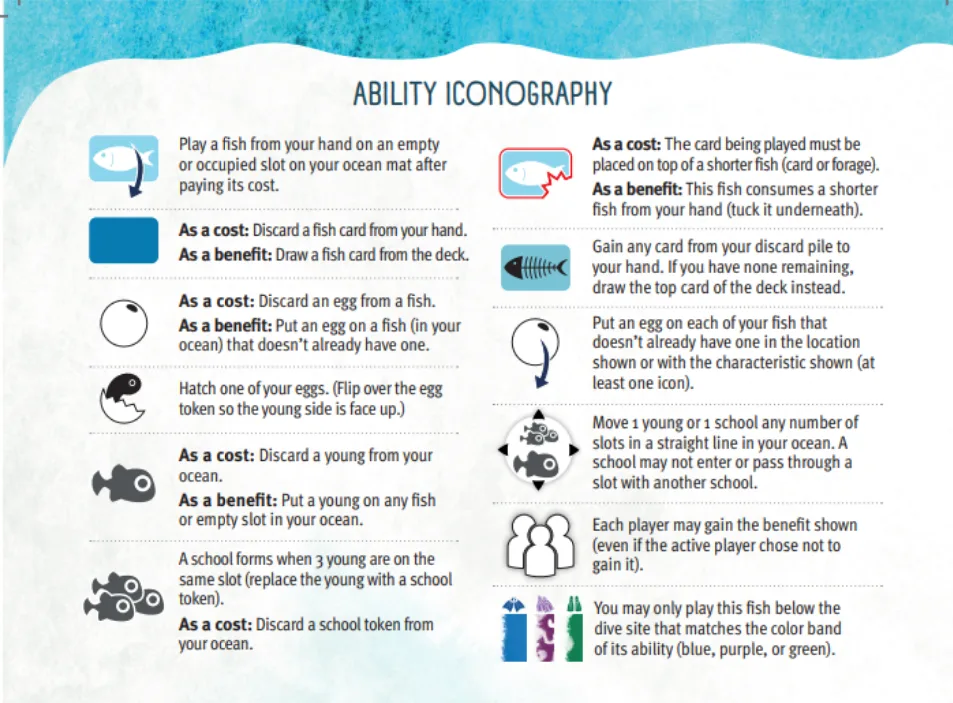 ABILITY ICONOGRAPHY
Play a fish from your hand on an empty
or occupied slot on your ocean mat after
paying its cost.
As a cost: Discard a fish card from your hand.
As a benefit: Draw a fish card from the deck.
As a cost: Discard an egg from a fish.
As a benefit: Put an egg on a fish (in your
ocean) that doesn't already have one.
Hatch one of your eggs. (Flip over the egg
token so the young side is face up.)
As a cost: Discard a young from your
ocean.
As a benefit: Put a young on any fish
or empty slot in your ocean.
A school forms when 3 young are on the
same slot (replace the young with a school
token).
As a cost: Discard a school token from
your ocean.
As a cost: The card being played must be
placed on top of a shorter fish (card or forage).
As a benefit: This fish consumes a shorter
fish from your hand (tuck it underneath).
Gain any card from your discard pile to
your hand. If you have none remaining,
draw the top card of the deck instead.
Put an egg on each of your fish that
doesn't already have one in the location
shown or with the characteristic shown (at
least one icon).
Move 1 young or 1 school any number of
slots in a straight line in your ocean. A
school may not enter or pass through a
slot with another school.
Each player may gain the benefit shown
(even if the active player chose not to
gain it).
You may only play this fish below the
dive site that matches the color band
of its ability (blue, purple, or green).